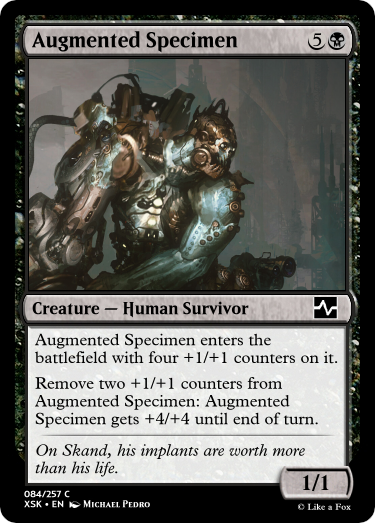 Augmented Specimen 5
Creature — Human Survivor
Augmented Specimen enters the
battlefield with four +1/+1 counters on it.
Remove two +1/+1 counters from
Augmented Specimen: Augmented
Specimen gets +4/+4 until end of turn.
On Skand, his implants are worth more
than his life.
1/1
084/257 C
XSK • EN Michael Pedro
© Like a Fox